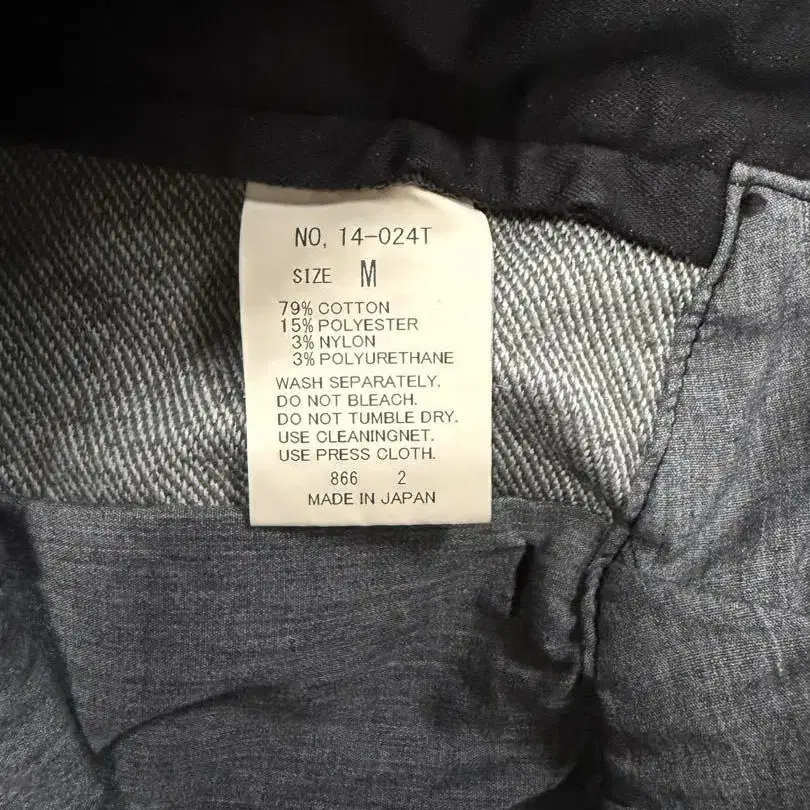 NO, 14-024T
SIZE M
79% COTTON
15% POLYESTER
3% NYLON
3% POLYURETHANE
WASH SEPARATELY.
DO NOT BLEACH.
DO NOT TUMBLE DRY.
USE CLEANINGNET.
USE PRESS CLOTH.
866 2
MADE IN JAPAN